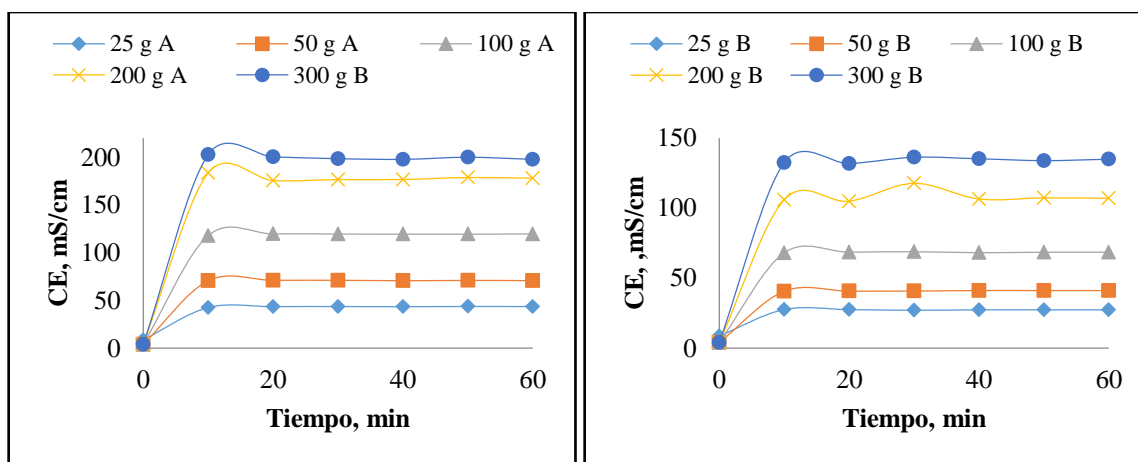 25 g A 50 g A 100 g A
200 g A 300 g B
200
150
100
50
0
CE, mS/cm
0 20 40 60
Tiempo, min
25 g B 50 g B 100 g B
200 g B 300 g B
150
100
50
0
CE, ,mS/cm
0 20 40 60
Tiempo, min